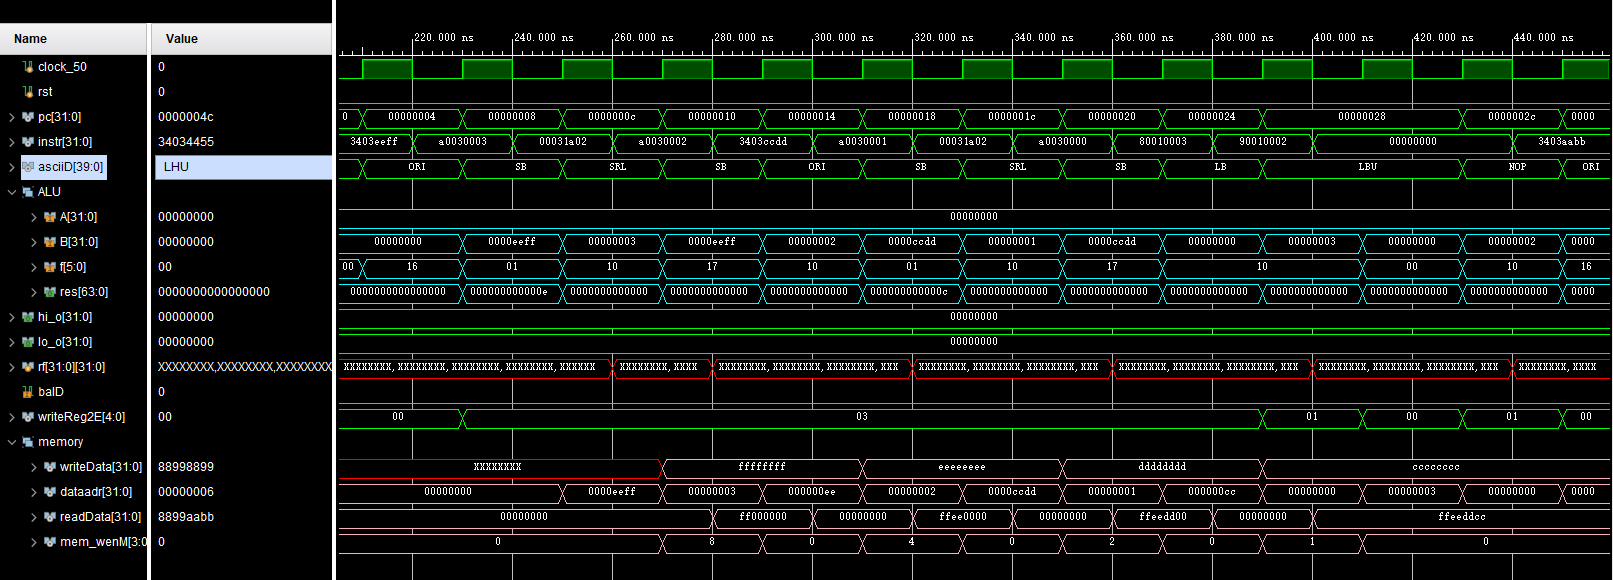 Name Value 220.000 ns 240.000 ns 260.000 ns 280.000 ns 300.000 ns 320.000 ns 340.000 ns 360.000 ns 380.000 ns 400.000 ns 420.000 ns 440.000 ns
clock_50 0
rst 0
pc[31:0] 0000004c 0 00000004 00000008 0000000c 00000010 00000014 00000018 0000001c 00000020 00000024 00000028 0000002c 0000
instr[31:0] 34034455 3403eeff a0030003 00031a02 a0030002 3403ccdd a0030001 00031a02 a0030000 80010003 90010002 00000000 3403aabb
asciiD[39:0] LHU ORI SB SRL SB ORI SB SRL SB LB LBU NOP ORI
ALU
A[31:0] 00000000 00000000
B[31:0] 00000000 00000000 0000eeff 00000003 0000eeff 00000002 0000ccdd 00000001 0000ccdd 00000000 00000003 00000000 00000002 0000
f[5:0] 00 00 16 01 10 17 10 01 10 17 10 00 10 16
res[63:0] 0000000000000000 0000000000000000 000000000000e 0000000000000 0000000000000 0000000000000 000000000000c 0000000000000 0000000000000 0000000000000 0000000000000 0000000000000 0000000000000 0000
hi_o[31:0] 00000000 00000000
lo_o[31:0] 00000000 00000000
rf[31:0][31:0] XXXXXXXX,XXXXXXXX,XXXXXXXX XXXXXXXX,XXXXXXXX,XXXXXXXX,XXXXXXXX,XXXXXX XXXXXXXX,XXXX XXXXXXXX,XXXXXXXX,XXXXXXXX,XXX XXXXXXXX,XXXXXXXX,XXXXXXXX,XXX XXXXXXXX,XXXXXXXX,XXXXXXXX,XXX XXXXXXXX,XXXXXXXX,XXXXXXXX,XXX XXXXXXXX,XXXX
balD 0
writeReg2E[4:0] 00 00 03 01 00 01 00
memory
writeData[31:0] 88998899 XXXXXXXX ffffffff eeeeeeee dddddddd cccccccc
dataadr[31:0] 00000006 00000000 0000eeff 00000003 000000ee 00000002 0000ccdd 00000001 000000cc 00000000 00000003 00000000 0000
readData[31:0] 8899aabb 00000000 ff000000 00000000 ffee0000 00000000 ffeedd00 00000000 ffeeddcc
mem_wenM[3:0 0 0 8 0 4 0 2 0 1 0